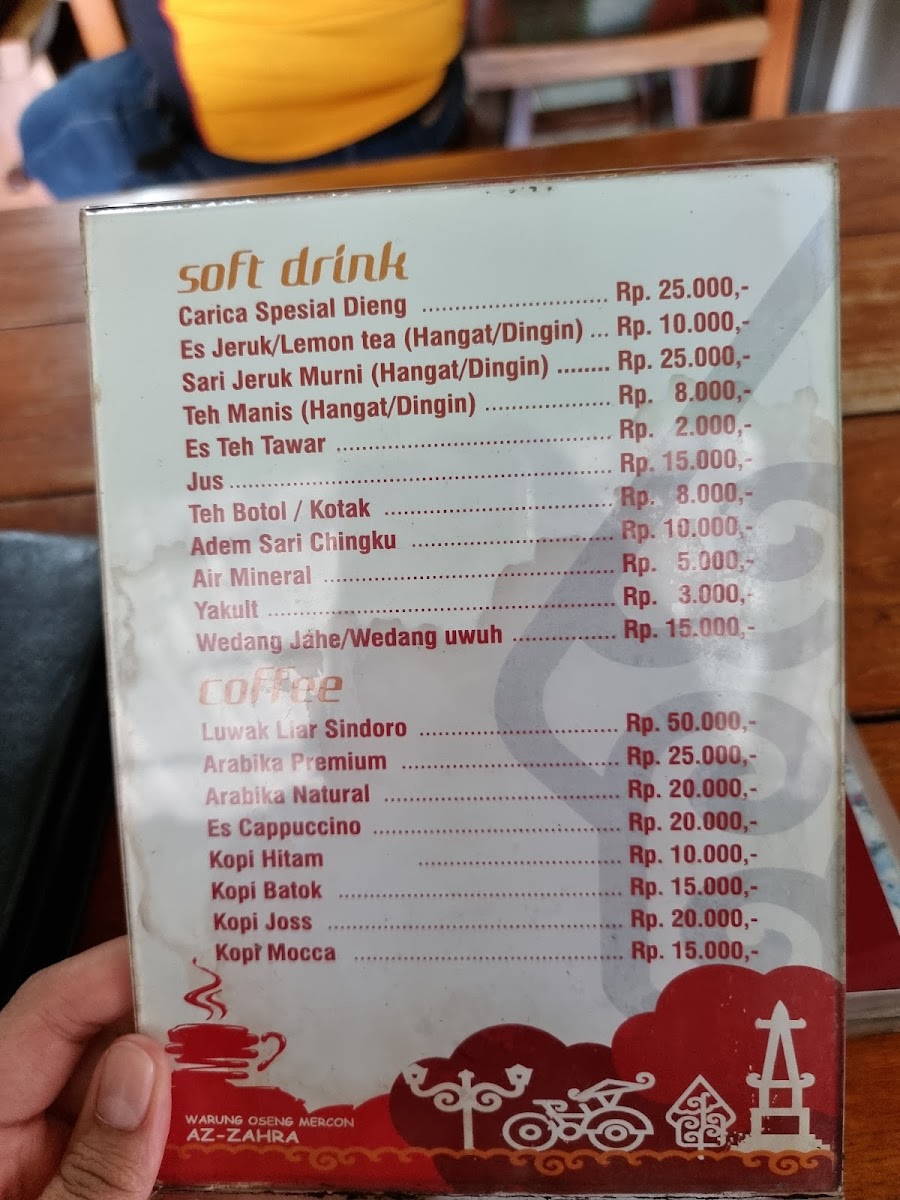 soft drink
Carica Spesial Dieng ............................ Rp. 25.000,-
Es Jeruk/Lemon tea (Hangat/Dingin) ... Rp. 10.000,-
Sari Jeruk Murni (Hangat/Dingin) ........ Rp. 25.000,-
Teh Manis (Hangat/Dingin) ................... Rp. 8.000,-
Es Teh Tawar .......................................... Rp. 2.000,-
Jus .......................................................... Rp. 15.000,-
Teh Botol / Kotak ................................... Rp. 8.000,-
Adem Sari Chingku ............................... Rp. 10.000,-
Air Mineral ............................................ Rp. 5.000,-
Yakult .................................................... Rp. 3.000,-
Wedang Jahe/Wedang uwuh ................ Rp. 15.000,-
coffee
Luwak Liar Sindoro .............................. Rp. 50.000,-
Arabika Premium ................................. Rp. 25.000,-
Arabika Natural .................................... Rp. 20.000,-
Es Cappuccino ..................................... Rp. 20.000,-
Kopi Hitam ............................... Rp. 10.000,-
Kopi Batok ........................................... Rp. 15.000,-
Kopi Joss ............................................. Rp. 20.000,-
Kopi Mocca ......................................... Rp. 15.000,-
WARUNG OSENG MERCON
AZ-ZAHRA